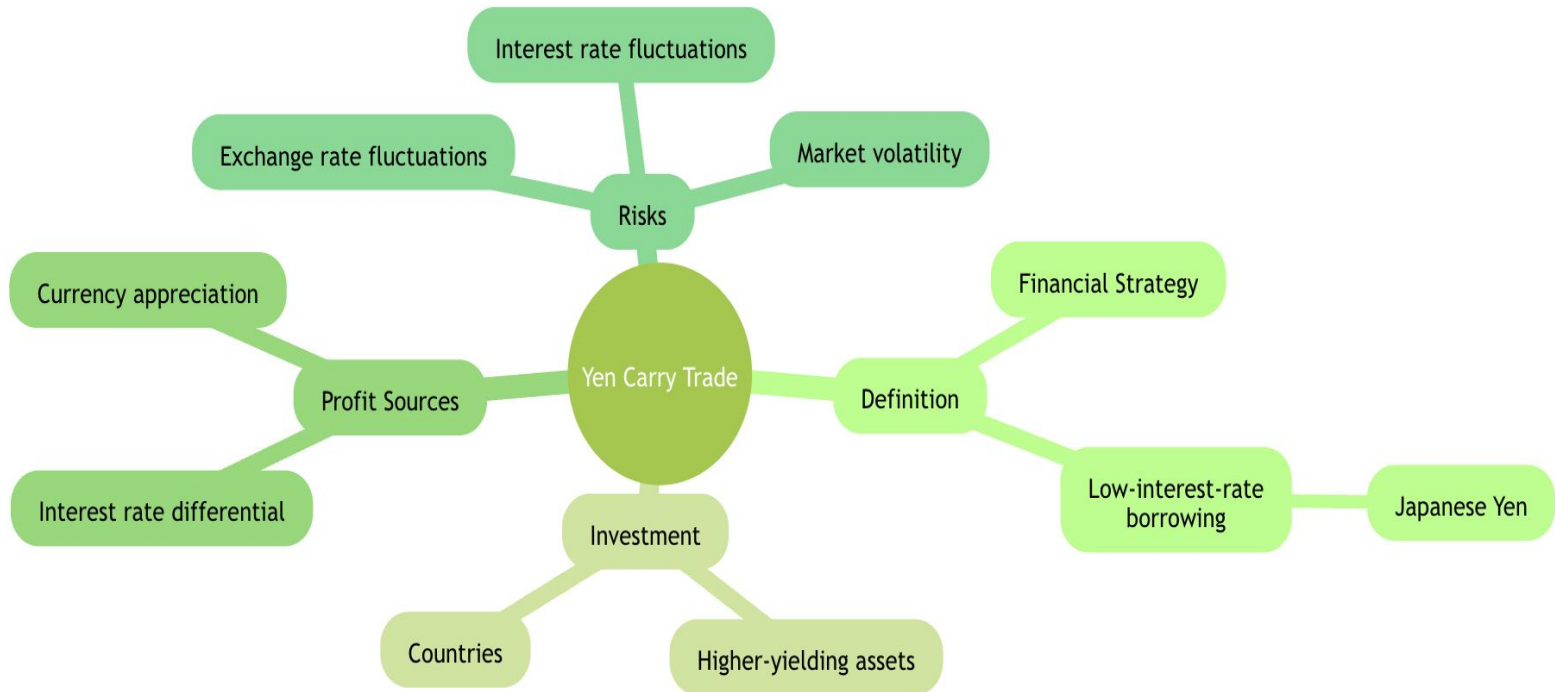 Interest rate fluctuations
Exchange rate fluctuations
Market volatility
Risks
Currency appreciation
Financial Strategy
Yen Carry Trade
Profit Sources
Definition
Interest rate differential
Low-interest-rate
borrowing
Japanese Yen
Investment
Countries
Higher-yielding assets